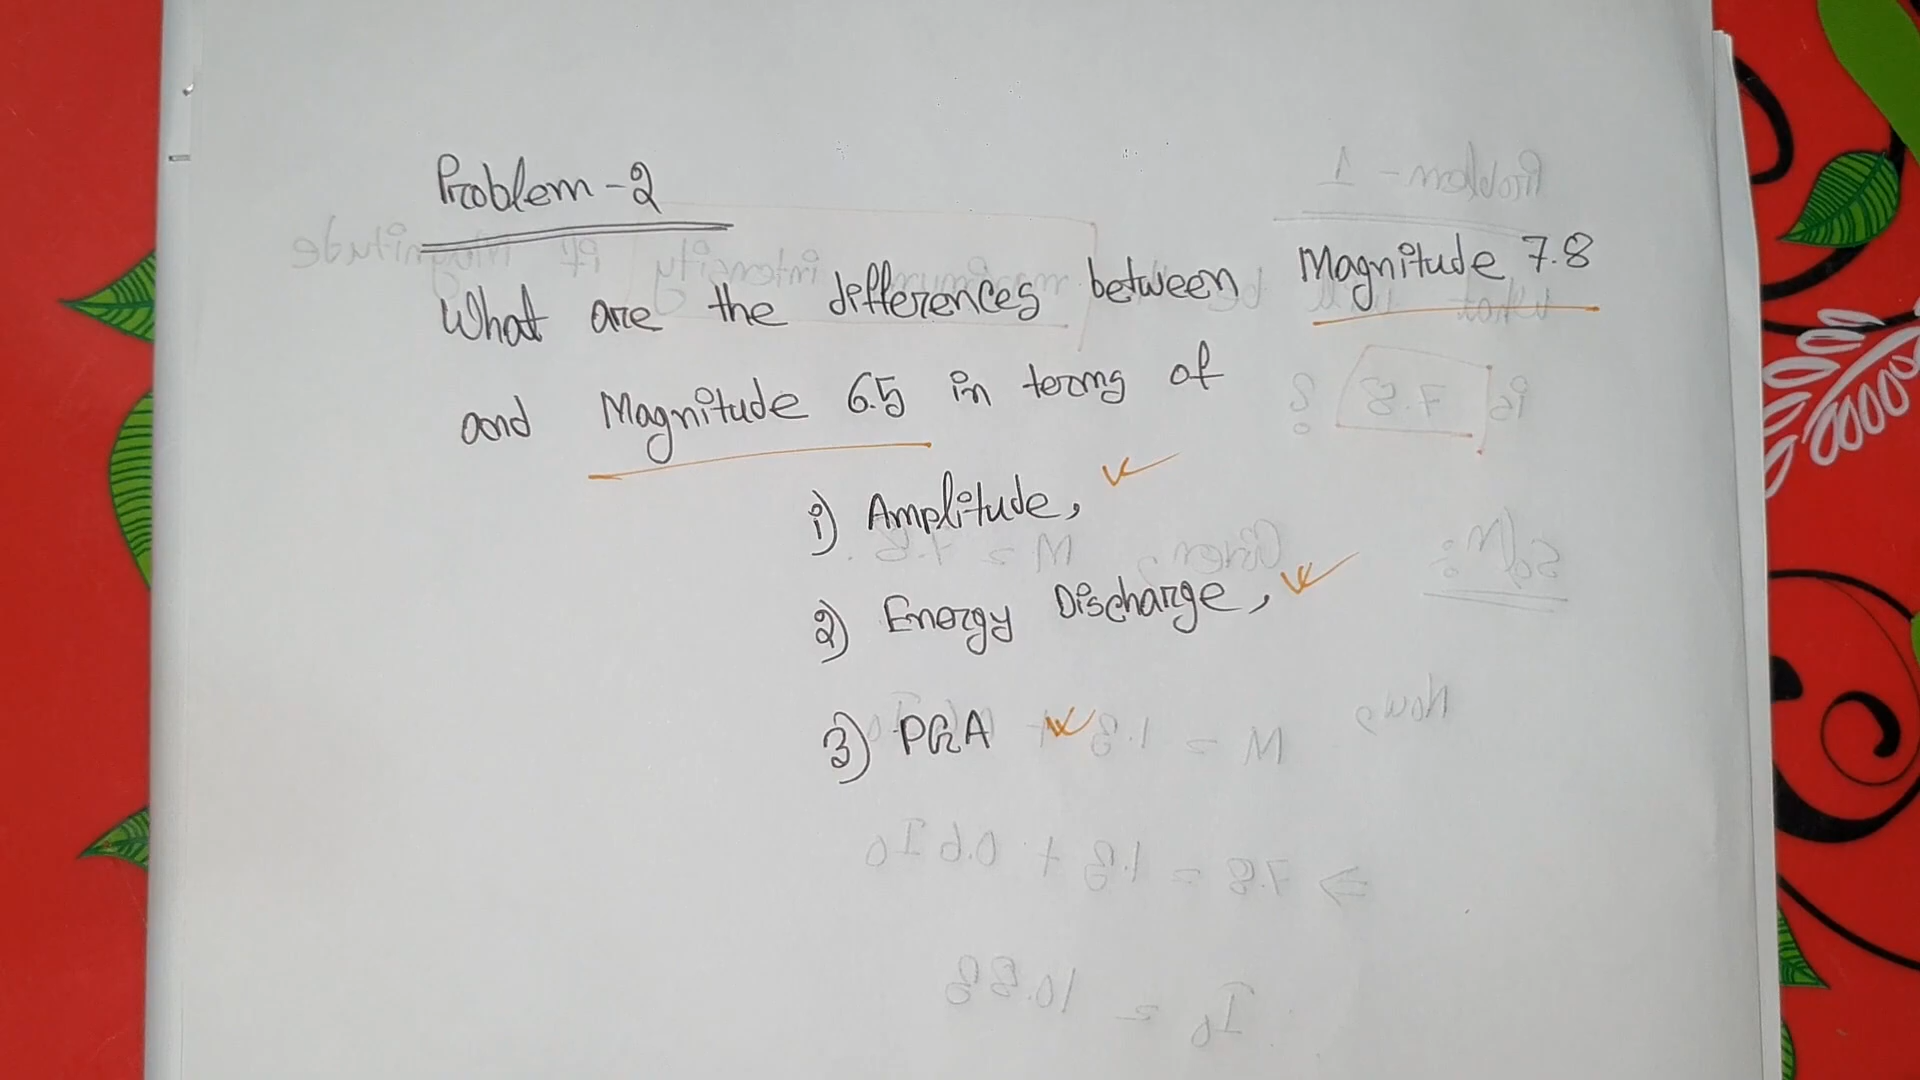 Problem-2
What are the differences between Magnitude 7.8
and Magnitude 6.5 in terms of
1) Amplitude,
2) Energy Discharge,
3) PGA